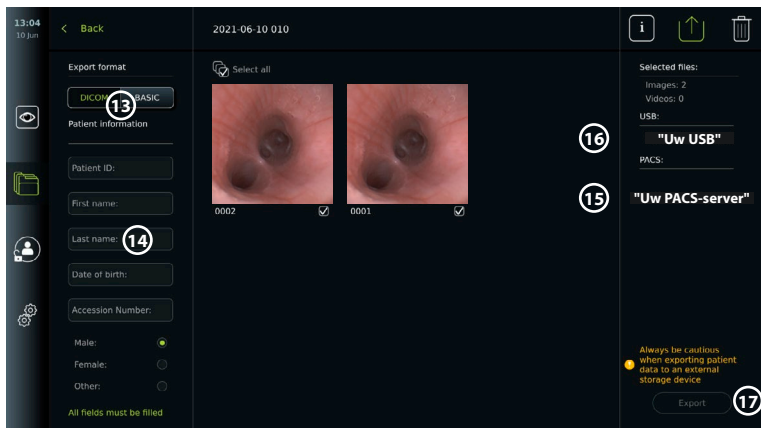 13:04
10 Jun
Back
2021-06-10 010
i
Export format
DICOM
BASIC
13
Patient information
Patient ID:
First name:
Last name:
14
Date of birth:
Accession Number:
Male:
Female:
Other:
All fields must be filled
Select all
0002
0001
Selected files:
Images: 2
Videos: 0
USB:
16
"Uw USB"
PACS:
15
"Uw PACS-server"
Always be cautious
when exporting patient
data to an external
storage device
Export
17